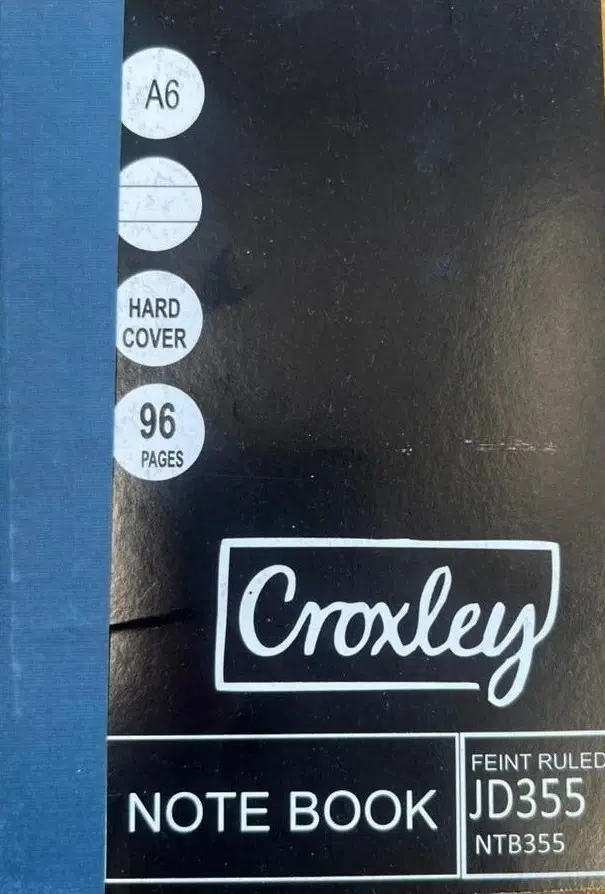 A6
HARD
COVER
96
PAGES
Croxley
NOTE BOOK
FEINT RULED
JD355
NTB355